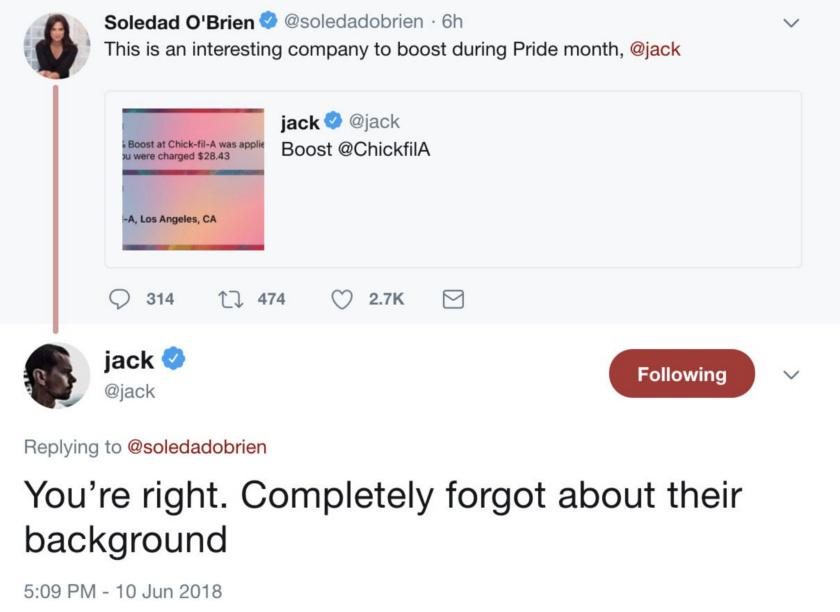 Soledad O'Brien @soledadobrien · 6h
This is an interesting company to boost during Pride month, @jack
Boost at Chick-fil-A was applie
ou were charged $28.43
-A, Los Angeles, CA
jack @jack
Boost @ChickfilA
314 474 2.7K
jack
@jack
Following
Replying to @soledadobrien
You’re right. Completely forgot about their
background
5:09 PM - 10 Jun 2018